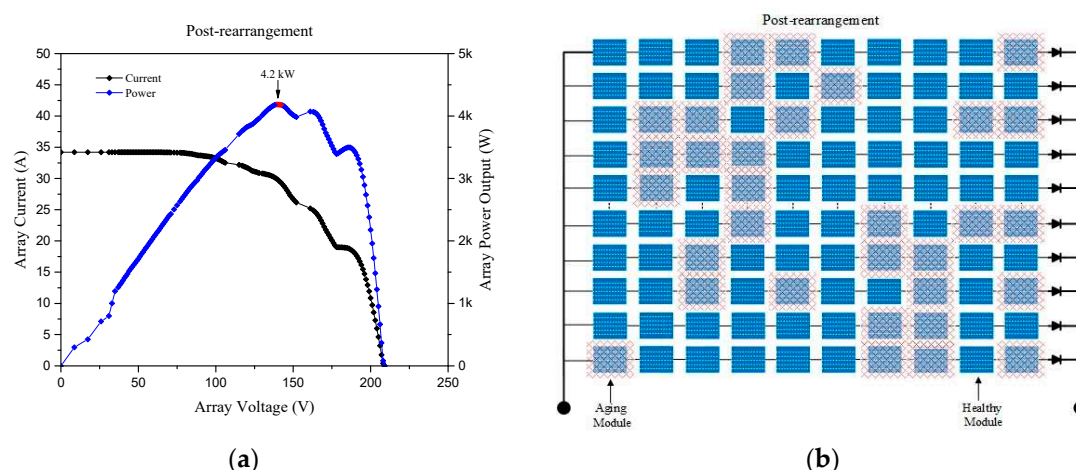 Post-rearrangement
50
45
40
35
30
25
20
15
10
5
0
5k
4k
3k
2k
1k
0
Current
Power
4.2 kW
0
50
100
150
200
250
Array Current (A)
Array Power Output (W)
Array Voltage (V)
(a)
Post-rearrangement
Aging
Module
Healthy
Module
(b)